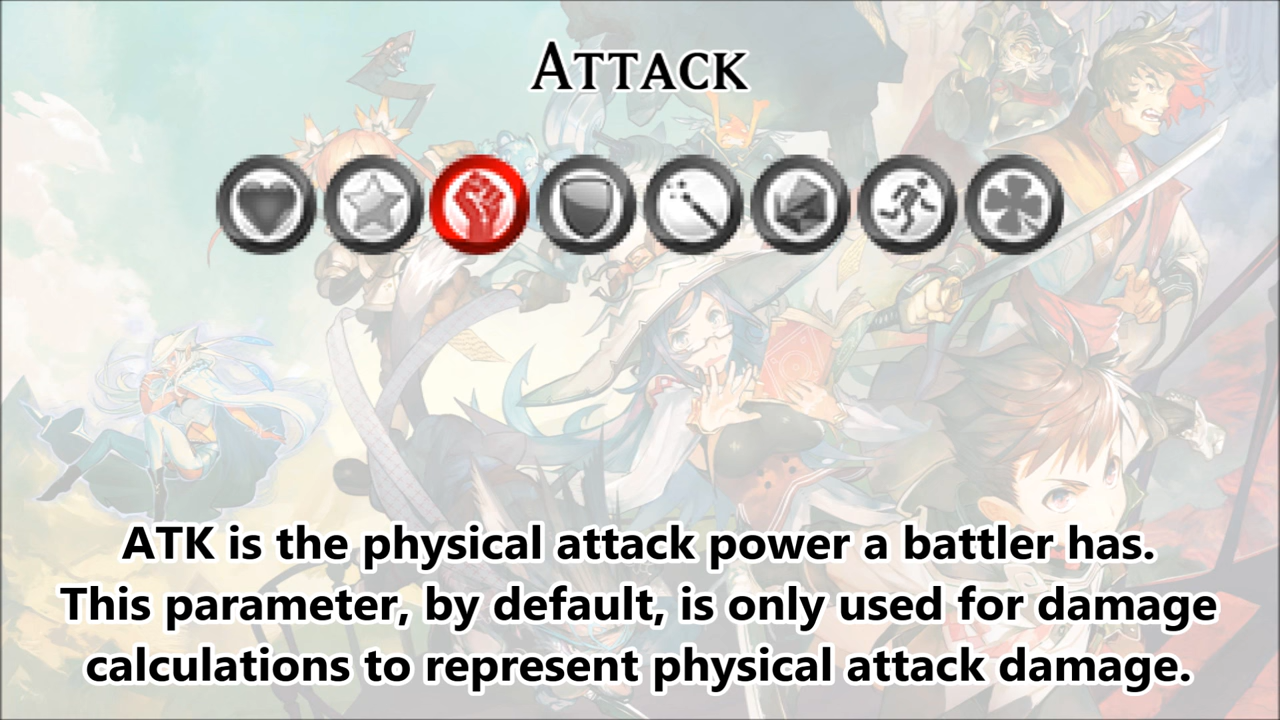 ATTACK
ATK is the physical attack power a battler has.
This parameter, by default, is only used for damage
calculations to represent physical attack damage.